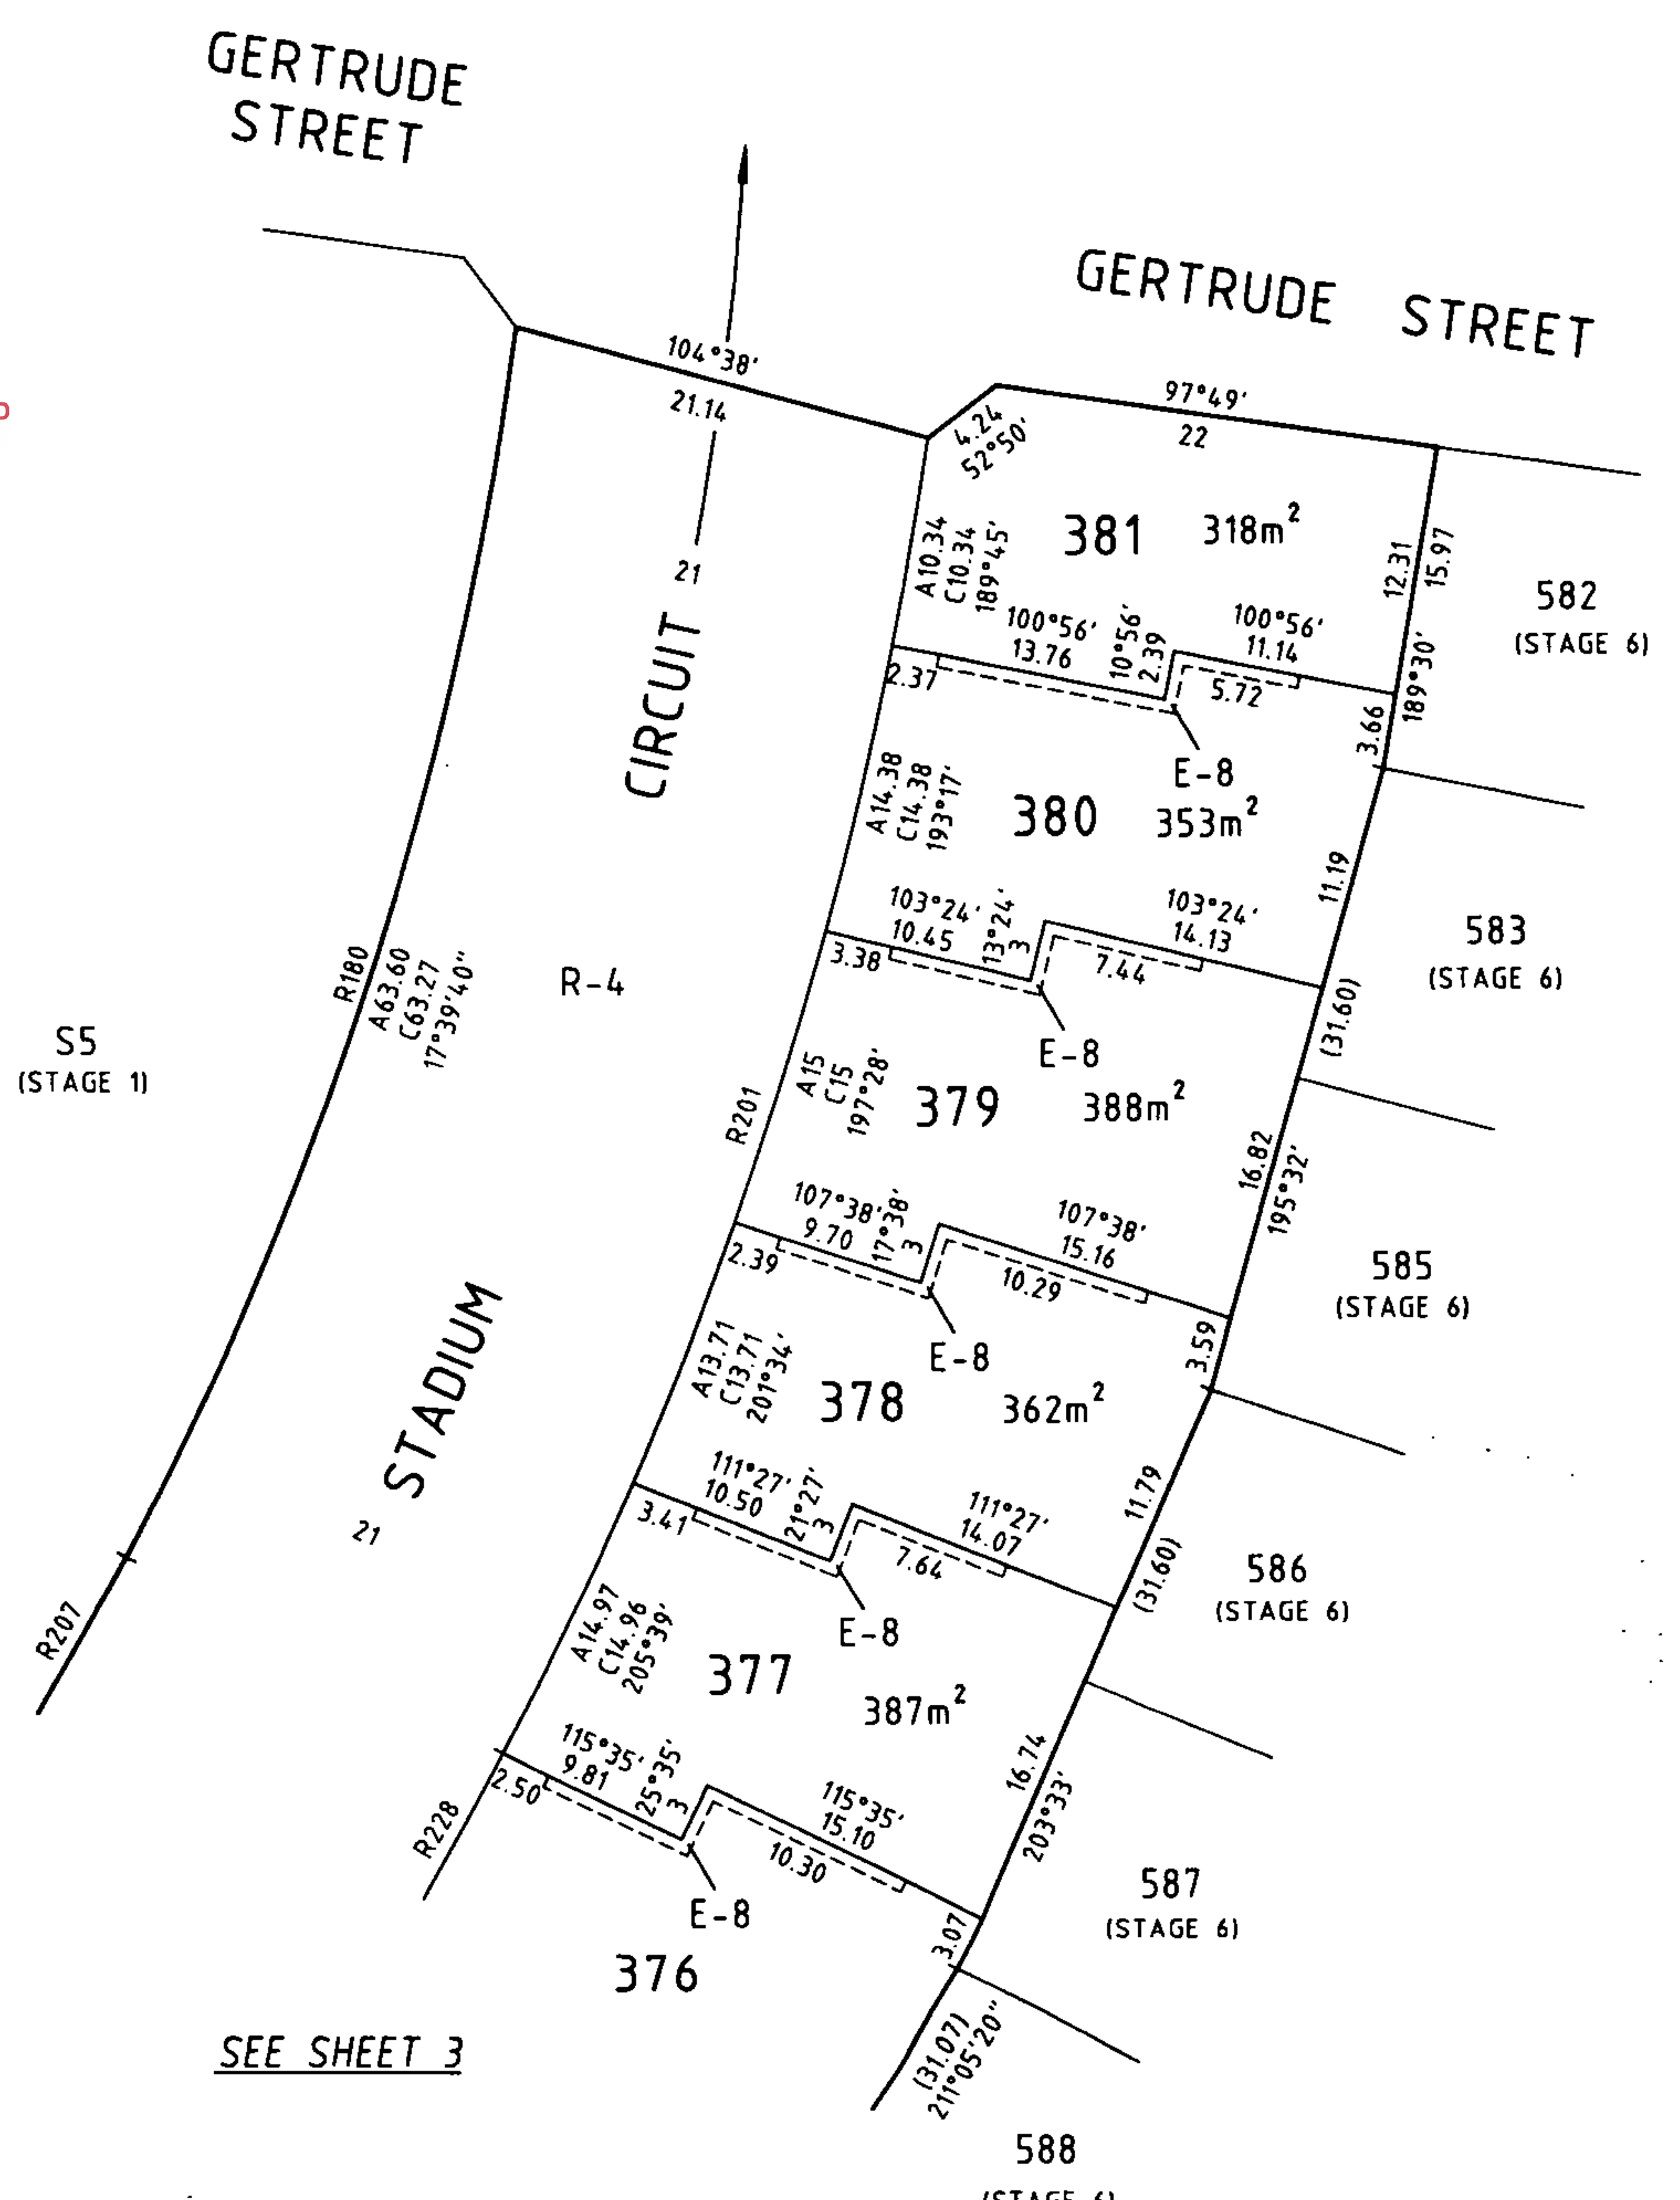 GERTRUDE
STREET
GERTRUDE STREET
104°38'
21.14
97°49'
22
4.24
52°50'
381 318m²
A10.34
C10.34
189°45'
12.31
15.97
189°30'
582
(STAGE 6)
21
CIRCUIT
100°56'
13.76
10°56'
2.39
100°56'
11.14
2.37
5.72
3.66
E-8
A14.38
C14.38
193°17'
380 353m²
11.19
103°24'
10.45
13°24'
3
103°24'
14.13
3.38
7.44
583
(STAGE 6)
(31.60)
E-8
R180
A63.60
C63.27
17°39'40"
R-4
S5
(STAGE 1)
R201
A15
C15
197°28'
379 388m²
16.82
195°32'
107°38'
9.70
17°38'
3
107°38'
15.16
2.39
10.29
585
(STAGE 6)
3.59
E-8
STADIUM
21
A13.71
C13.71
201°34'
378 362m²
11.79
111°27'
10.50
21°27'
3
111°27'
14.07
3.41
7.64
(31.60)
586
(STAGE 6)
E-8
R207
A14.97
C14.96
205°39'
377 387m²
16.74
203°33'
115°35'
9.81
25°35'
3
115°35'
15.10
2.50
10.30
R228
E-8
587
(STAGE 6)
3.07
376
SEE SHEET 3
(31.07)
211°05'20"
588
(STAGE 6)